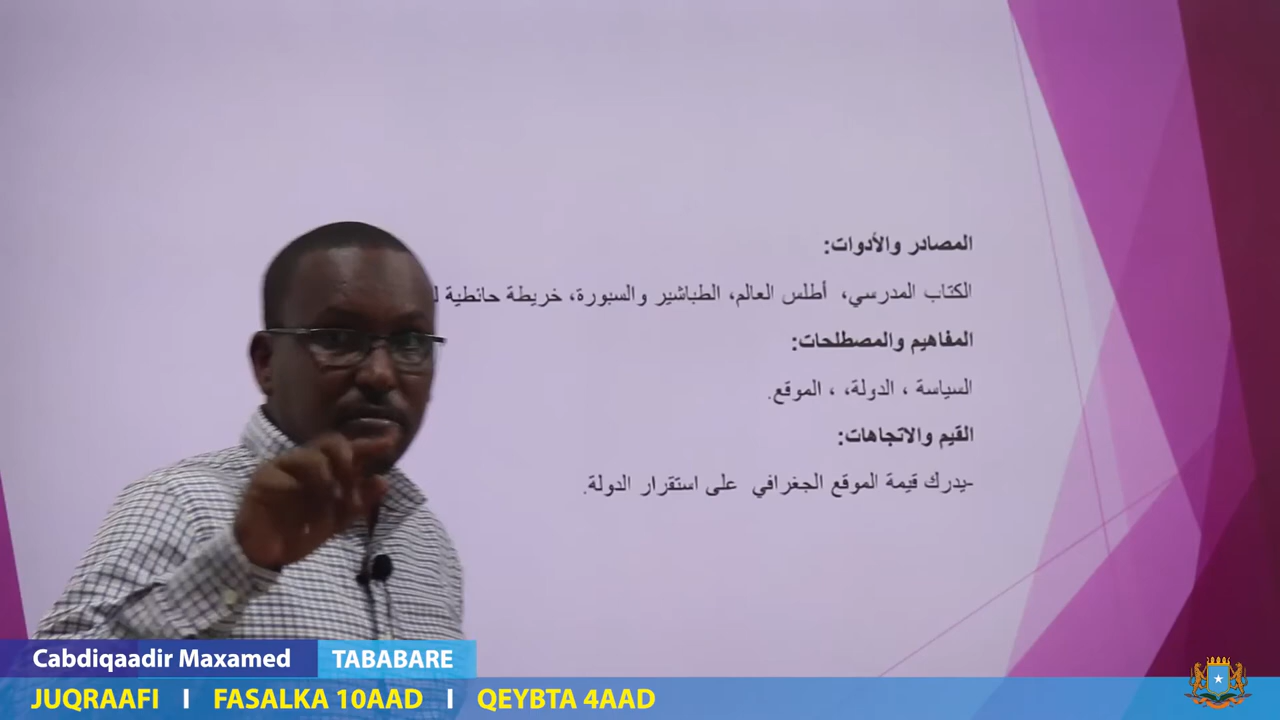 المصادر والأدوات:
الكتاب المدرسي، أطلس العالم، الطباشير والسبورة، خريطة حائطية
المفاهيم والمصطلحات:
السياسة ، الدولة، ، الموقع.
القيم والاتجاهات:
-يدرك قيمة الموقع الجغرافي على استقرار الدولة.
Cabdiqaadir Maxamed TABABARE
JUQRAAFI I FASALKA 10AAD I QEYBTA 4AAD